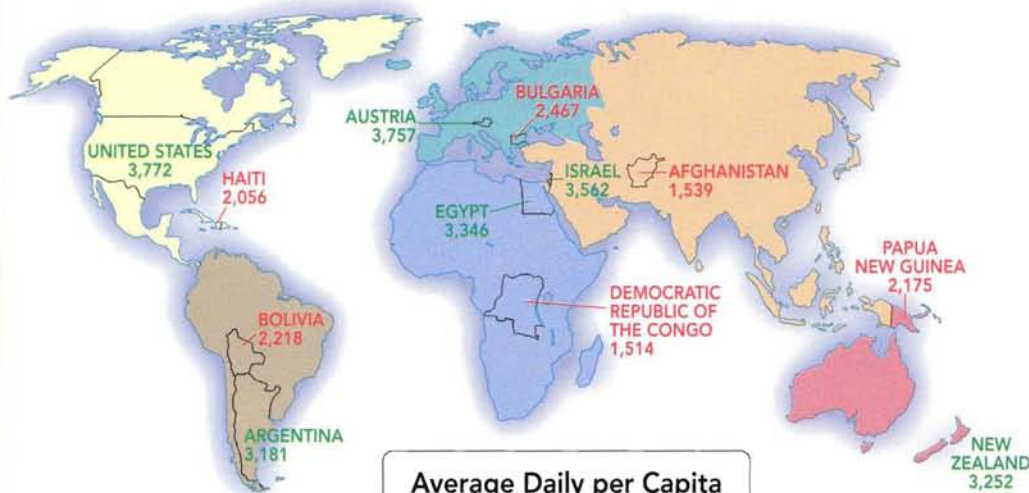 UNITED STATES
3,772
HAITI
2,056
BOLIVIA
2,218
ARGENTINA
3,181
AUSTRIA
3,757
BULGARIA
2,467
ISRAEL
3,562
EGYPT
3,346
AFGHANISTAN
1,539
DEMOCRATIC
REPUBLIC OF
THE CONGO
1,514
PAPUA
NEW GUINEA
2,175
NEW
ZEALAND
3,252
Average Daily per Capita